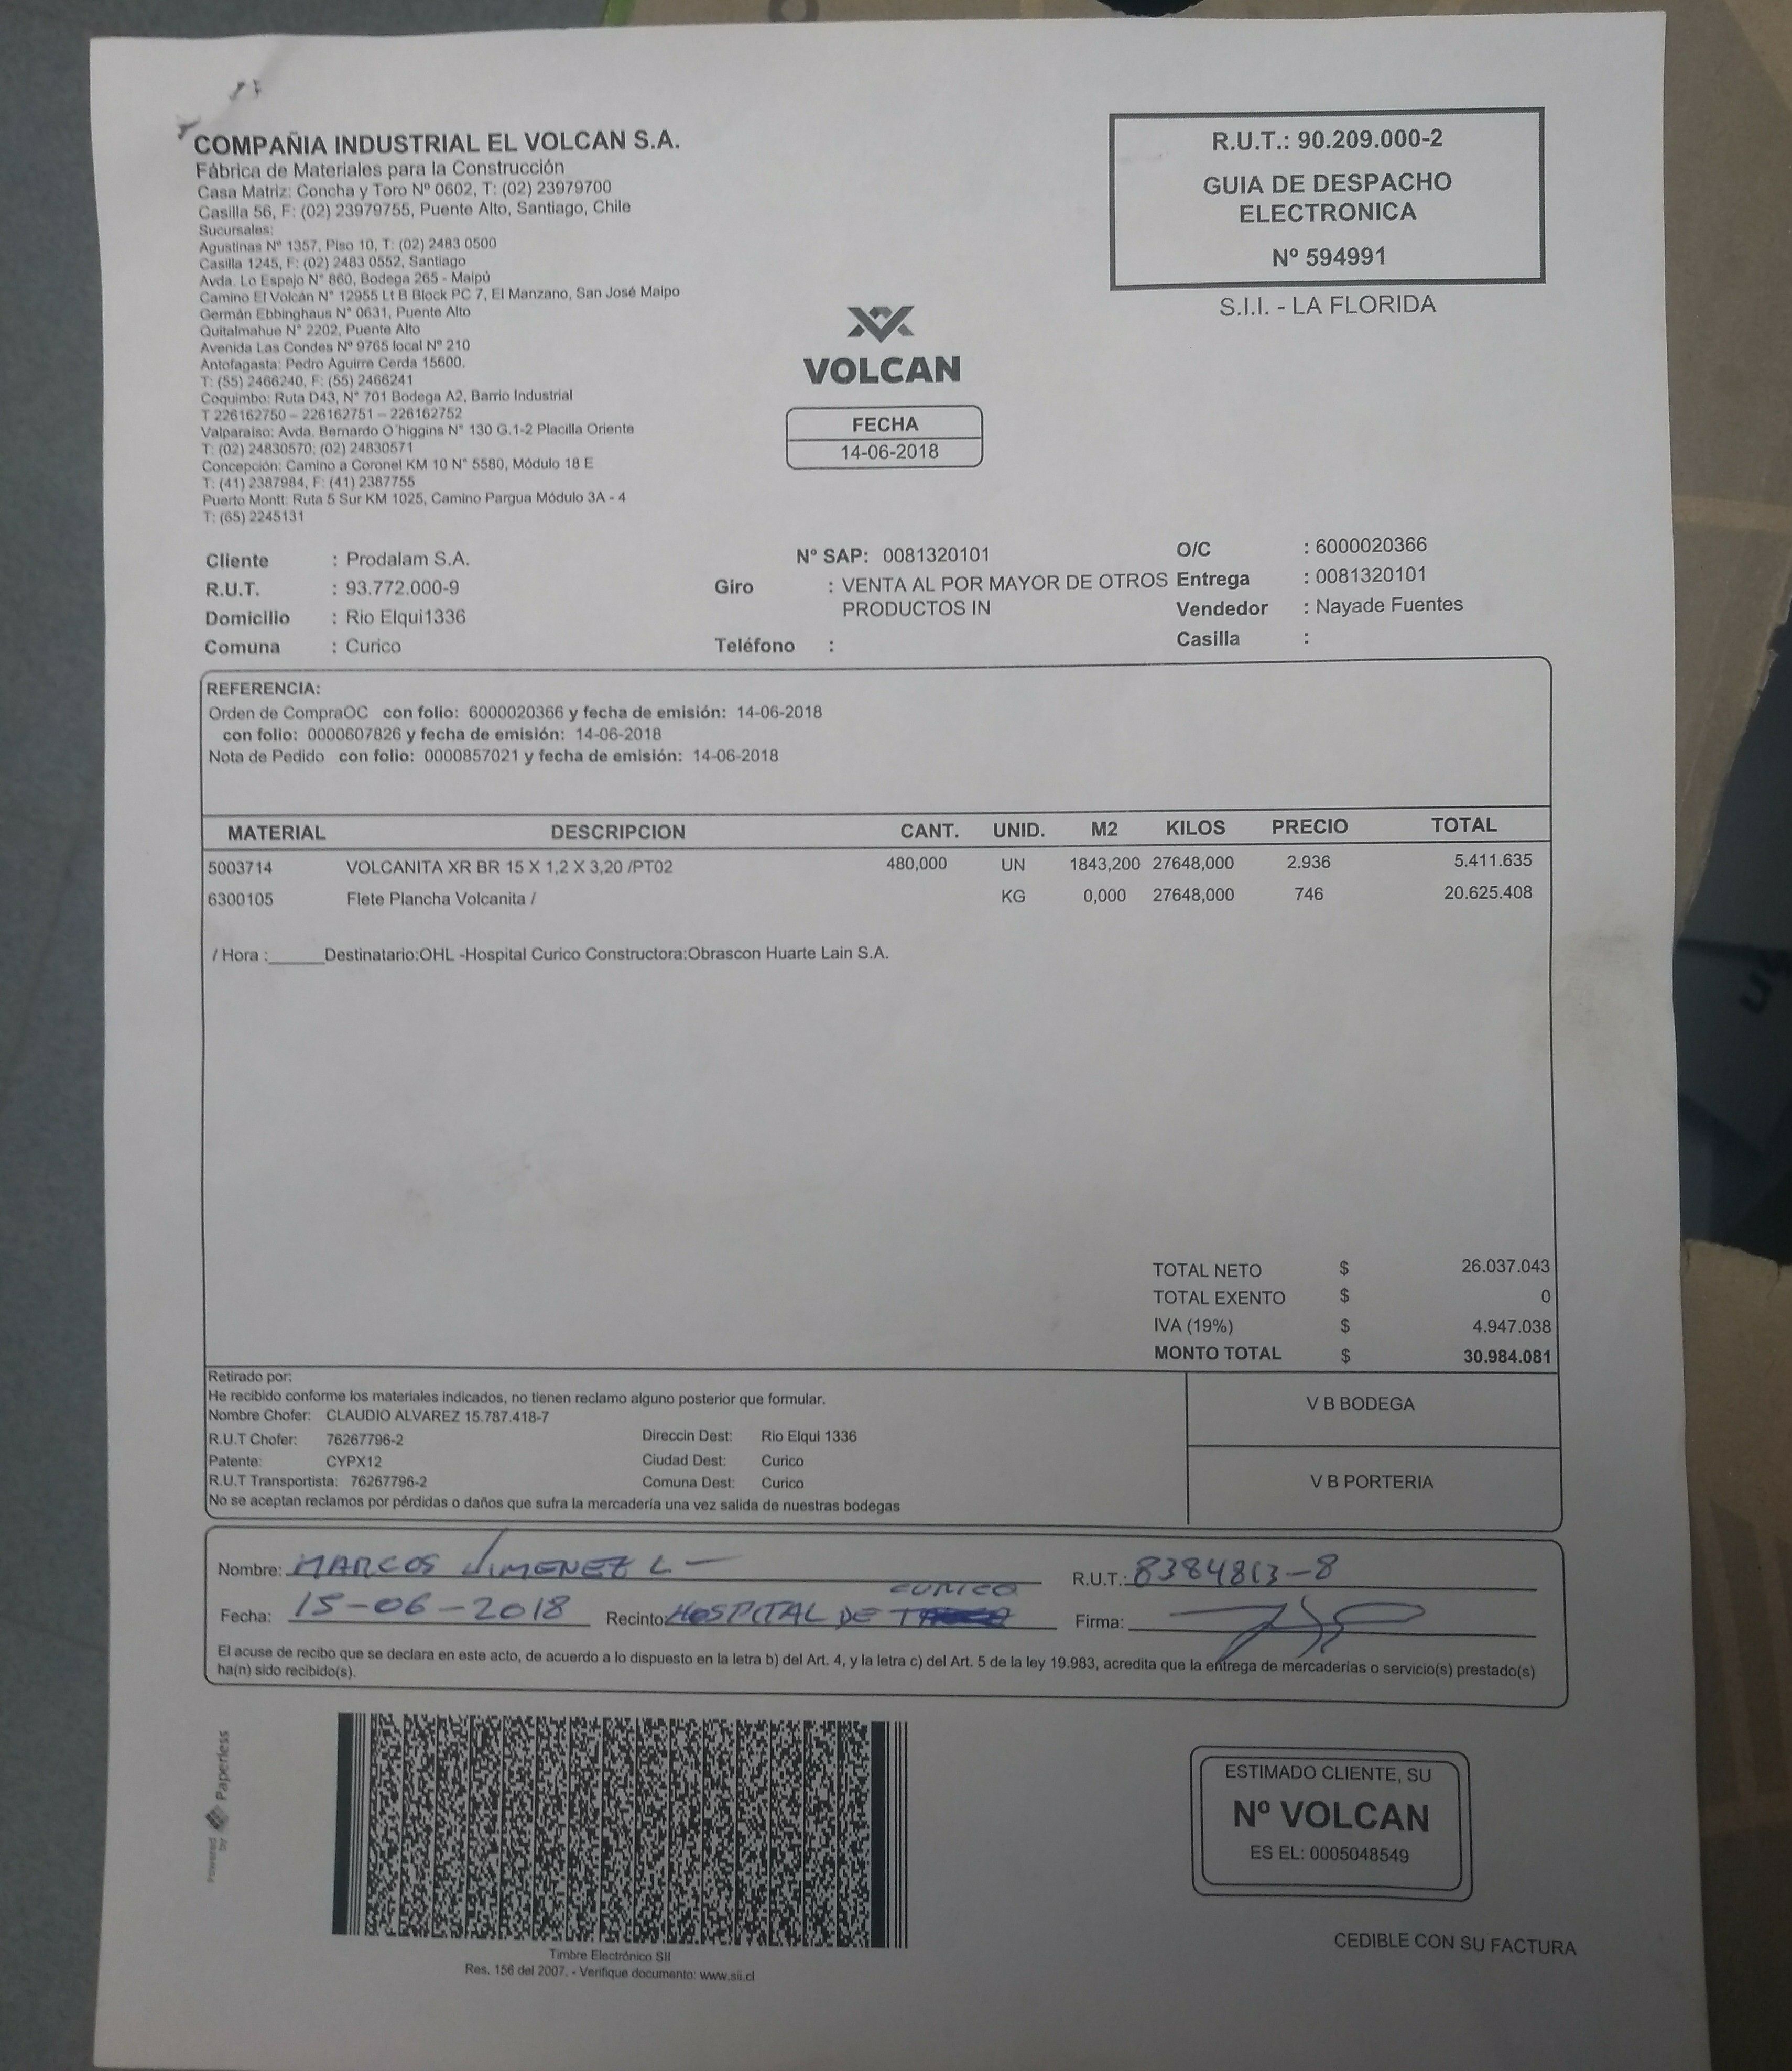 COMPAÑIA INDUSTRIAL EL VOLCAN S.A.
Fábrica de Materiales para la Construcción
Casa Matriz: Concha y Toro Nº 0602, T: (02) 23979700
Casilla 56, F: (02) 23979755, Puente Alto, Santiago, Chile
Sucursales:
Agustinas Nº 1357, Piso 10, T: (02) 2483 0500
Casilla 1245, F: (02) 2483 0552, Santiago
Avda. Lo Espejo N° 860, Bodega 265 - Maipú
Camino El Volcán N° 12955 Lt B Block PC 7, El Manzano, San José Maipo
Germán Ebbinghaus N° 0631, Puente Alto
Quitalmahue N° 2202, Puente Alto
Avenida Las Condes Nº 9765 local Nº 210
Antofagasta: Pedro Aguirre Cerda 15600.
T: (55) 2466240, F: (55) 2466241
Coquimbo: Ruta D43, N° 701 Bodega A2, Barrio Industrial
T 226162750 – 226162751 – 226162752
Valparaiso: Avda. Bernardo O´higgins N° 130 G.1-2 Placilla Oriente
T: (02) 24830570; (02) 24830571
Concepción: Camino a Coronel KM 10 N° 5580, Módulo 18 E
T: (41) 2387984, F: (41) 2387755
Puerto Montt: Ruta 5 Sur KM 1025, Camino Pargua Módulo 3A - 4
T: (65) 2245131
R.U.T.: 90.209.000-2
GUIA DE DESPACHO
ELECTRONICA
Nº 594991
S.I.I. - LA FLORIDA
VOLCAN
FECHA
14-06-2018
Cliente : Prodalam S.A.
R.U.T. : 93.772.000-9
Domicilio : Rio Elqui1336
Comuna : Curico
Nº SAP: 0081320101
Giro : VENTA AL POR MAYOR DE OTROS
PRODUCTOS IN
Teléfono :
O/C : 6000020366
Entrega : 0081320101
Vendedor : Nayade Fuentes
Casilla :
REFERENCIA:
Orden de CompraOC con folio: 6000020366 y fecha de emisión: 14-06-2018
con folio: 0000607826 y fecha de emisión: 14-06-2018
Nota de Pedido con folio: 0000857021 y fecha de emisión: 14-06-2018
MATERIAL DESCRIPCION CANT. UNID. M2 KILOS PRECIO TOTAL
5003714 VOLCANITA XR BR 15 X 1,2 X 3,20 /PT02 480,000 UN 1843,200 27648,000 2.936 5.411.635
6300105 Flete Plancha Volcanita / KG 0,000 27648,000 746 20.625.408
/ Hora :______Destinatario:OHL -Hospital Curico Constructora:Obrascon Huarte Lain S.A.
TOTAL NETO $ 26.037.043
TOTAL EXENTO $ 0
IVA (19%) $ 4.947.038
MONTO TOTAL $ 30.984.081
Retirado por:
He recibido conforme los materiales indicados, no tienen reclamo alguno posterior que formular.
Nombre Chofer: CLAUDIO ALVAREZ 15.787.418-7
R.U.T Chofer: 76267796-2 Direccin Dest: Rio Elqui 1336
Patente: CYPX12 Ciudad Dest: Curico
R.U.T Transportista: 76267796-2 Comuna Dest: Curico
No se aceptan reclamos por pérdidas o daños que sufra la mercadería una vez salida de nuestras bodegas
V B BODEGA
V B PORTERIA
Nombre: MARCOS JIMENEZ L- R.U.T.: 8384813-8
CURICO
Fecha: 15-06-2018 Recinto: HOSPITAL DE Firma:
El acuse de recibo que se declara en este acto, de acuerdo a lo dispuesto en la letra b) del Art. 4, y la letra c) del Art. 5 de la ley 19.983, acredita que la entrega de mercaderías o servicio(s) prestado(s)
ha(n) sido recibido(s).
Powered by Paperless
Timbre Electrónico SII
Res. 156 del 2007. - Verifique documento: www.sii.cl
ESTIMADO CLIENTE, SU
Nº VOLCAN
ES EL: 0005048549
CEDIBLE CON SU FACTURA